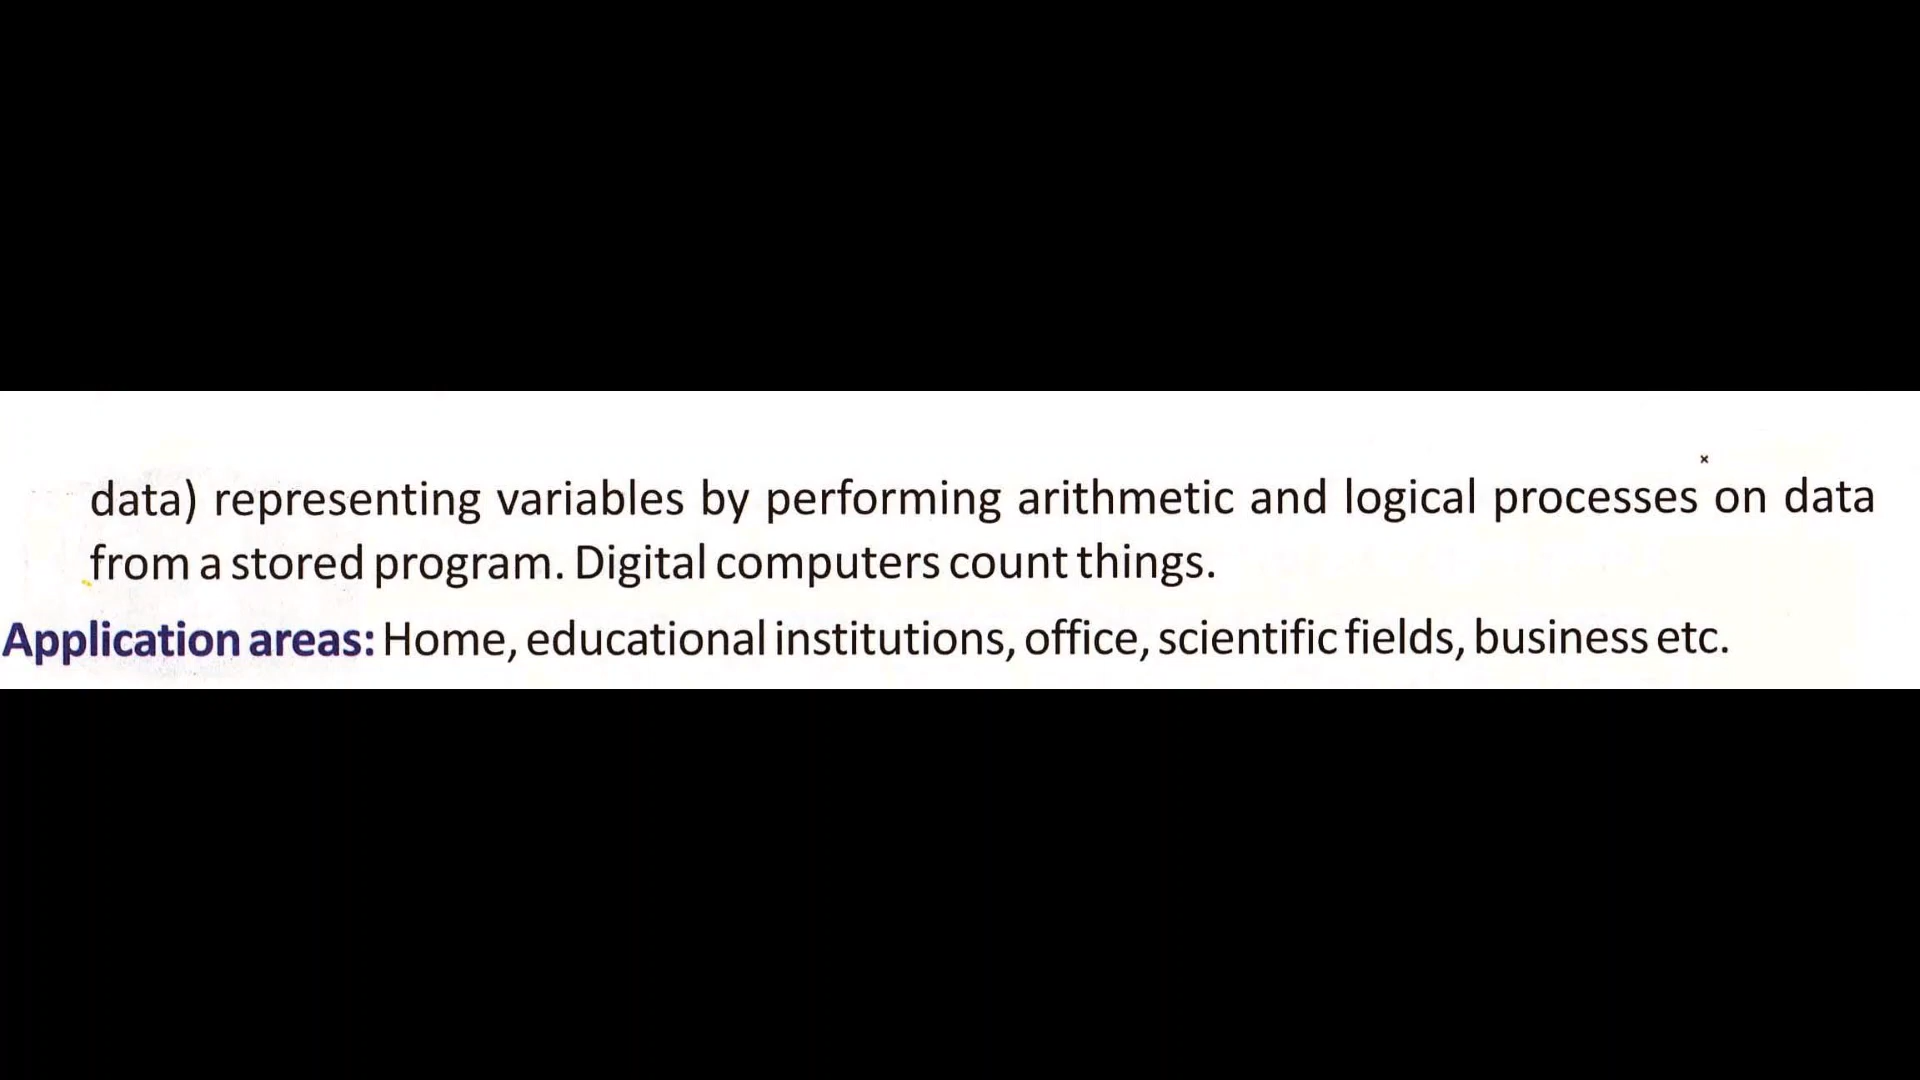 data) representing variables by performing arithmetic and logical processes on data
from a stored program. Digital computers count things.
Application areas: Home, educational institutions, office, scientific fields, business etc.